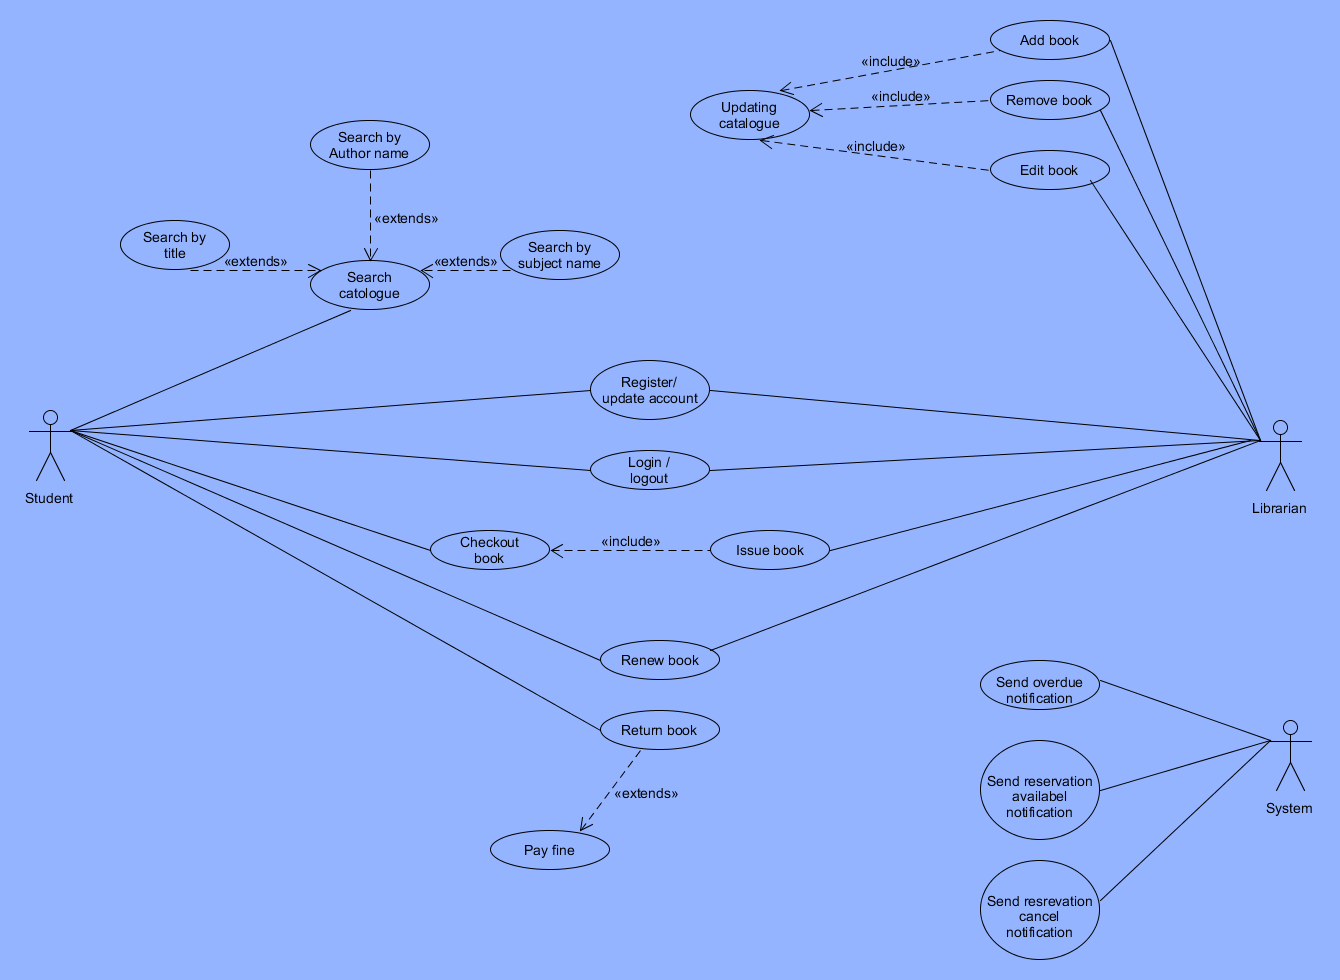 Add book
«include»
Remove book
«include»
Updating
catalogue
Search by
Author name
«include»
Edit book
«extends»
Search by
title
Search by
subject name
«extends»
«extends»
Search
catologue
Register/
update account
Student
Login /
logout
Librarian
Checkout
book
«include»
Issue book
Renew book
Send overdue
notification
Return book
Send reservation
availabel
notification
«extends»
System
Pay fine
Send resrevation
cancel
notification